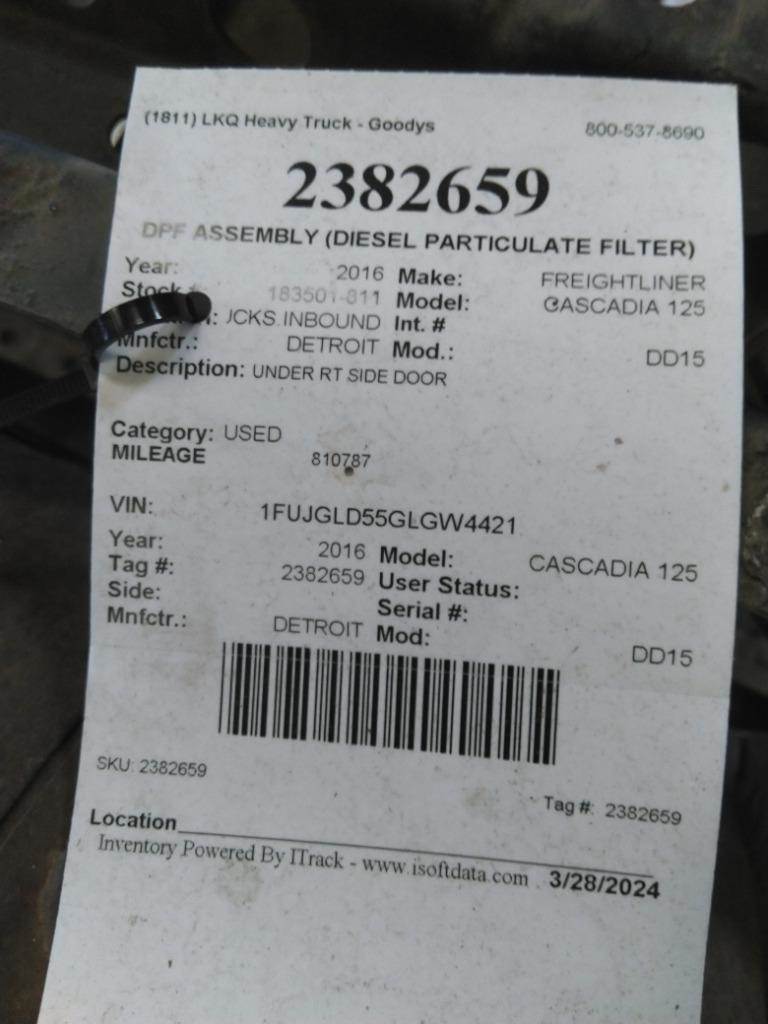 (1811) LKQ Heavy Truck - Goodys 800-537-8690
2382659
DPF ASSEMBLY (DIESEL PARTICULATE FILTER)
Year: 2016 Make: FREIGHTLINER
Stock 183501-811 Model: CASCADIA 125
INBOUND Int. #
Mnfctr.: DETROIT Mod.: DD15
Description: UNDER RT SIDE DOOR
Category: USED
MILEAGE 810787
VIN: 1FUJGLD55GLGW4421
Year: 2016 Model: CASCADIA 125
Tag #: 2382659 User Status:
Side: Serial #:
Mnfctr.: DETROIT Mod: DD15
SKU: 2382659
Tag #: 2382659
Location
Inventory Powered By ITrack - www.isoftdata.com 3/28/2024